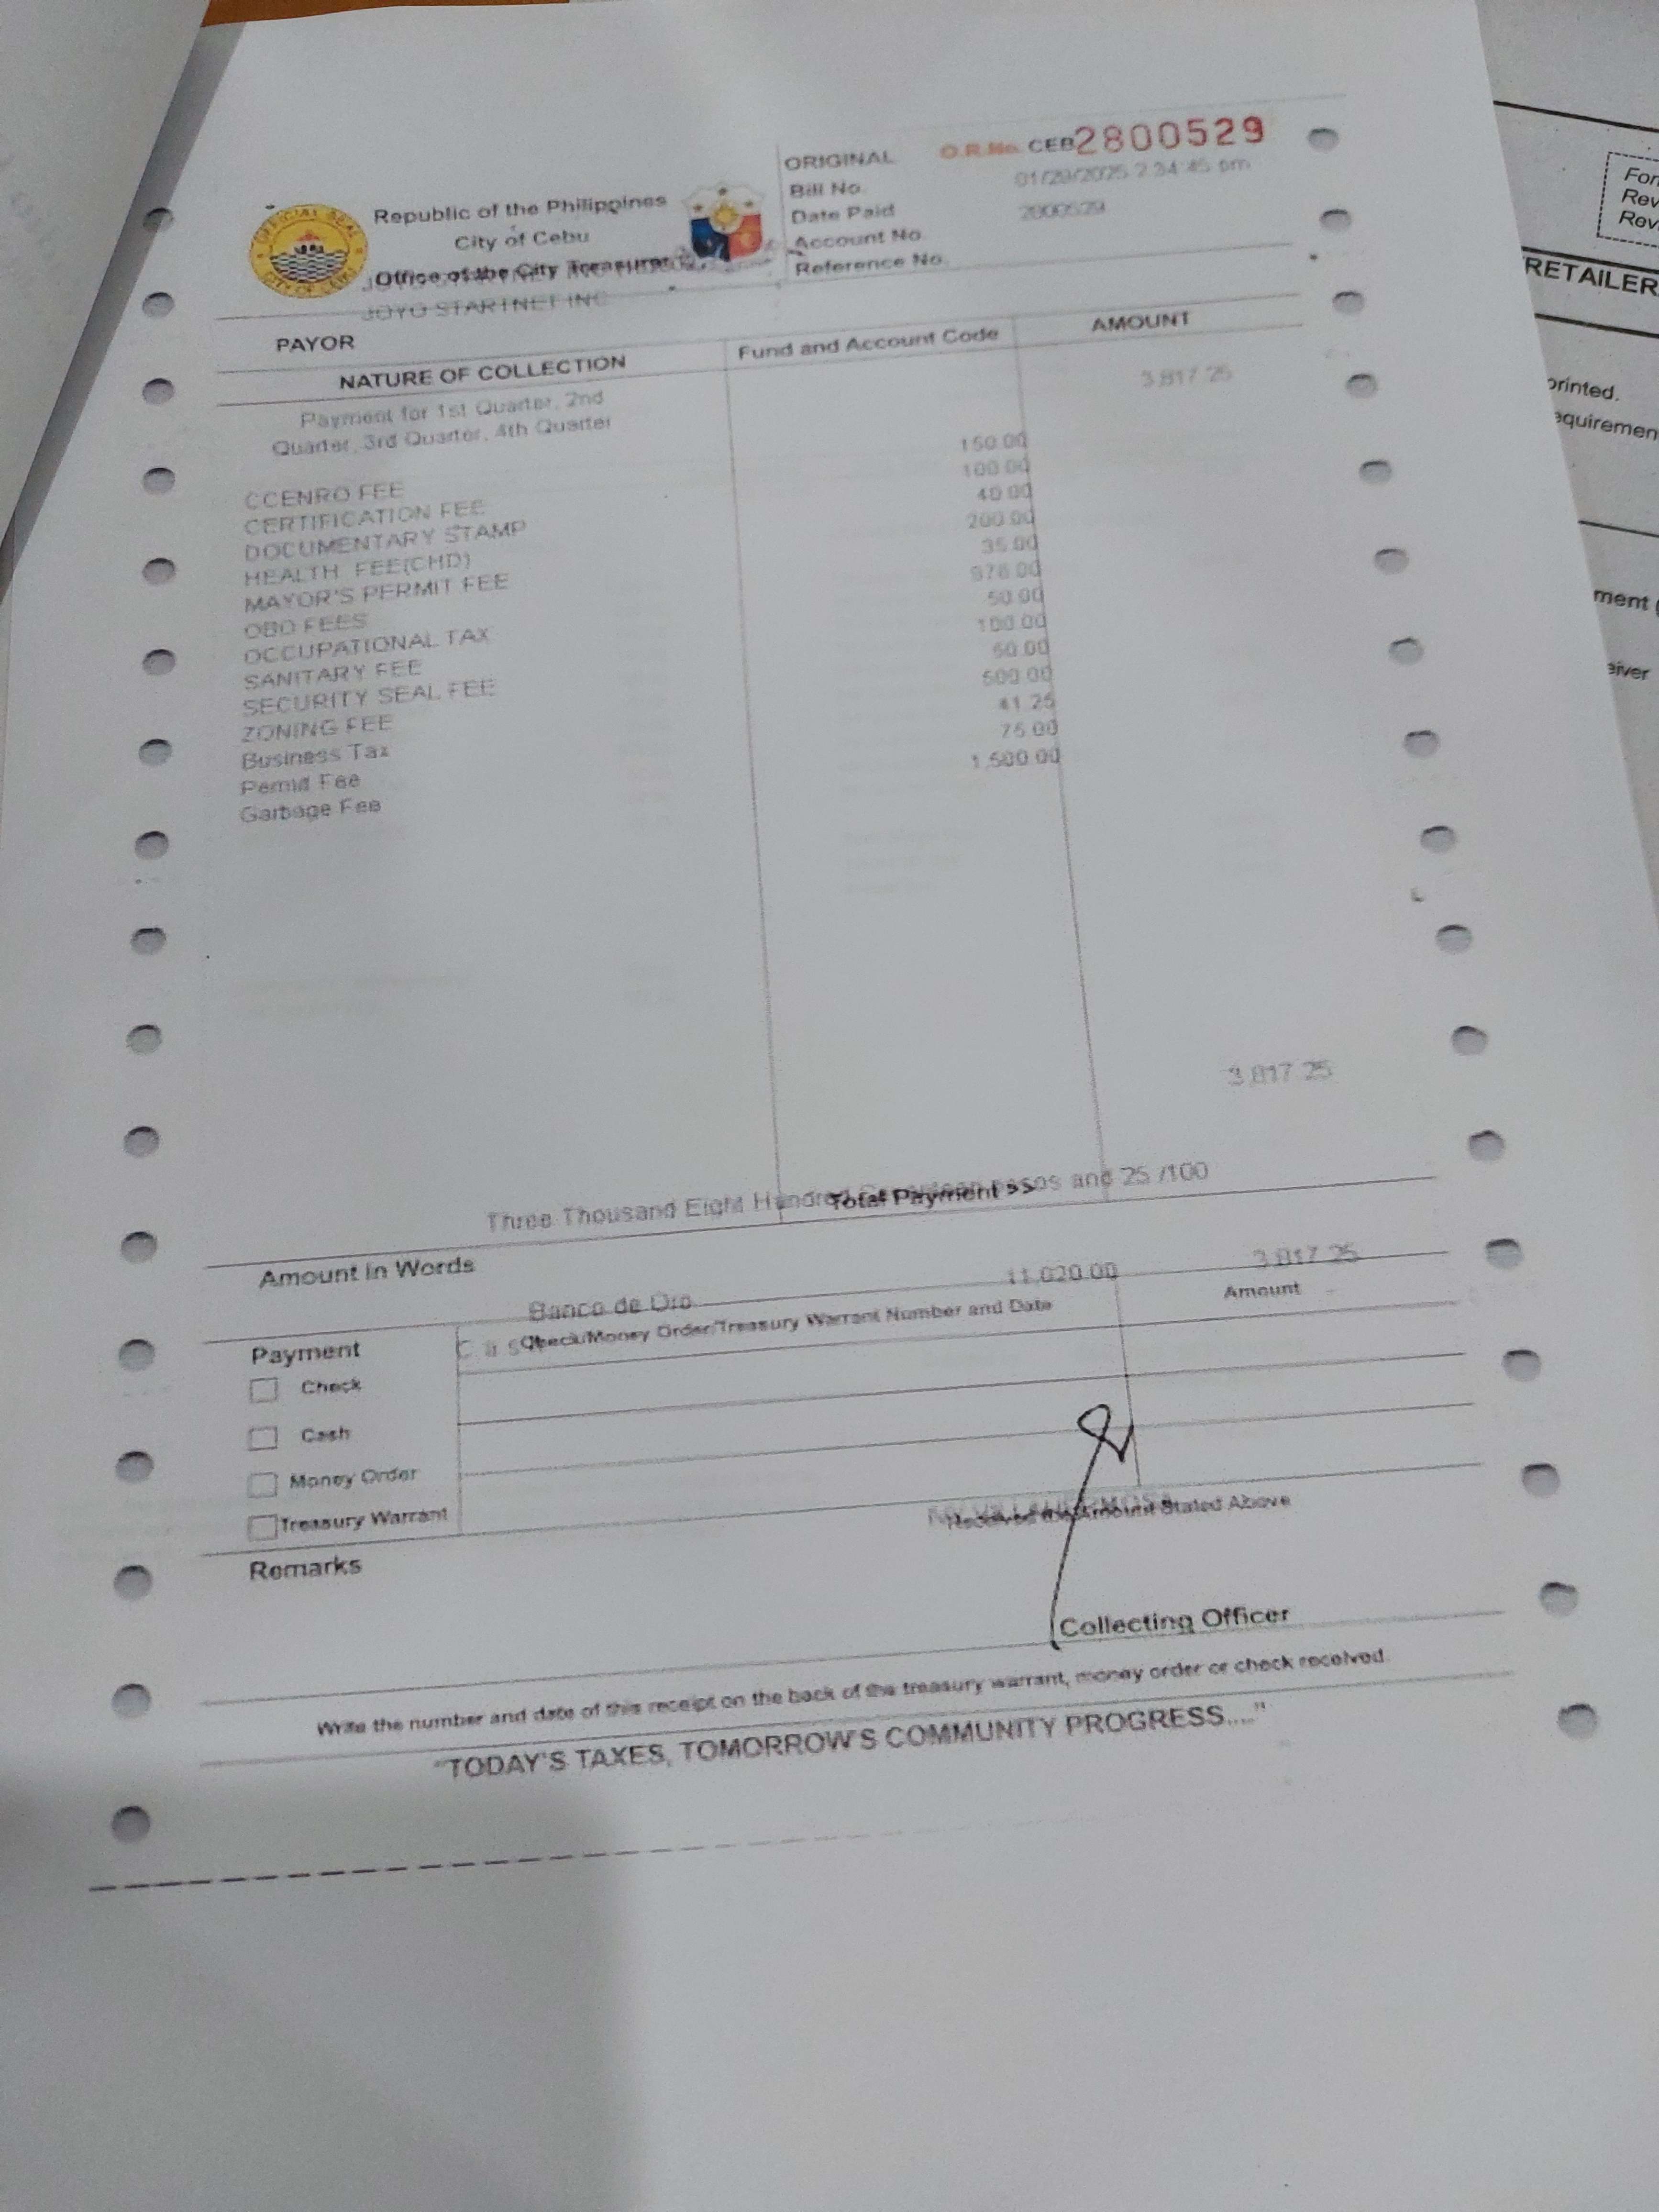 ORIGINAL O.R.No. CEB2800529
Bill No. 01/29/2025 2:34:45 pm
Date Paid 2800529
Account No.
Reference No.
OFFICIAL SEAL
CITY OF CEBU
Republic of the Philippines
City of Cebu
Office of the City Treasurer
JOYO STARTNET INC
PAYOR
NATURE OF COLLECTION Fund and Account Code AMOUNT
Payment for 1st Quarter, 2nd 3,817.25
Quarter, 3rd Quarter, 4th Quarter
CCENRO FEE 150.00
CERTIFICATION FEE 100.00
DOCUMENTARY STAMP 40.00
HEALTH FEE(CHD) 200.00
MAYOR'S PERMIT FEE 35.00
OBO FEES 976.00
OCCUPATIONAL TAX 50.00
SANITARY FEE 100.00
SECURITY SEAL FEE 50.00
ZONING FEE 500.00
Business Tax 41.25
Permit Fee 75.00
Garbage Fee 1,500.00
3,817.25
Three Thousand Eight Hundred pesos and 25 /100
Total Payment >>
Amount in Words
Banco de Oro 11,020.00 3,817.25
Payment Check/Money Order/Treasury Warrant Number and Date Amount
Check
Cash
Money Order
Treasury Warrant
Received the Amount Stated Above
Remarks
Collecting Officer
Write the number and date of this receipt on the back of the treasury warrant, money order or check received.
"TODAY'S TAXES, TOMORROW'S COMMUNITY PROGRESS...."
RETAILER
printed.